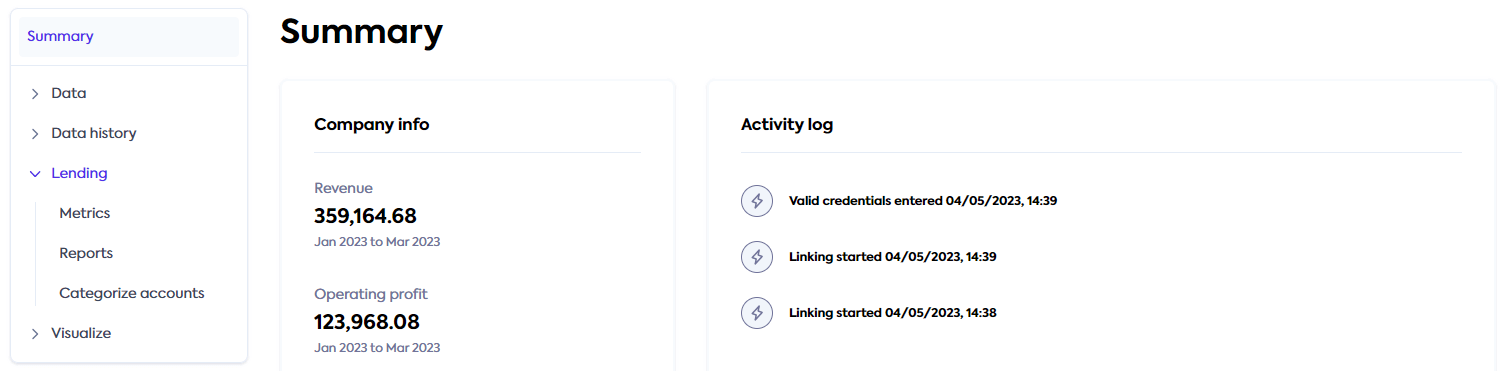 Summary
Data
Data history
Lending
Metrics
Reports
Categorize accounts
Visualize
Summary
Company info
Revenue
359,164.68
Jan 2023 to Mar 2023
Operating profit
123,968.08
Jan 2023 to Mar 2023
Activity log
Valid credentials entered 04/05/2023, 14:39
Linking started 04/05/2023, 14:39
Linking started 04/05/2023, 14:38